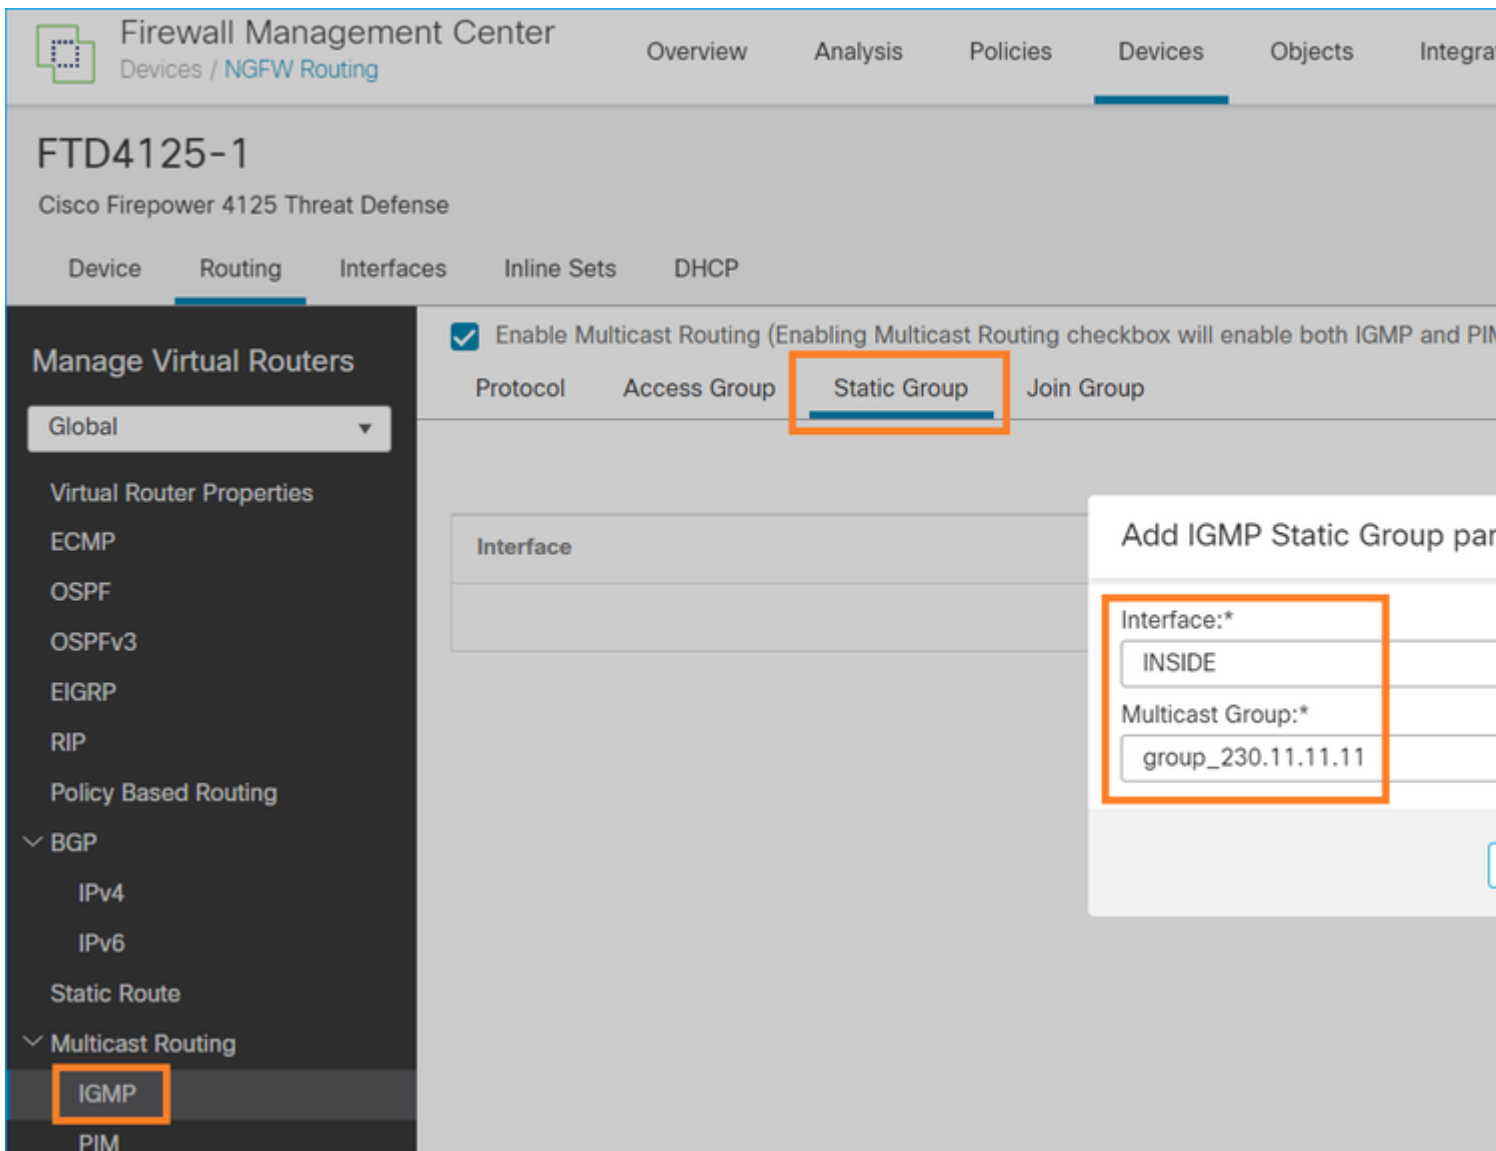 Firewall Management Center
Devices / NGFW Routing
Overview Analysis Policies Devices Objects Integra
FTD4125-1
Cisco Firepower 4125 Threat Defense
Device Routing Interfaces Inline Sets DHCP
Manage Virtual Routers
Global
Virtual Router Properties
ECMP
OSPF
OSPFv3
EIGRP
RIP
Policy Based Routing
BGP
IPv4
IPv6
Static Route
Multicast Routing
IGMP
PIM
Enable Multicast Routing (Enabling Multicast Routing checkbox will enable both IGMP and PIM
Protocol Access Group Static Group Join Group
Interface
Add IGMP Static Group par
Interface:*
INSIDE
Multicast Group:*
group_230.11.11.11